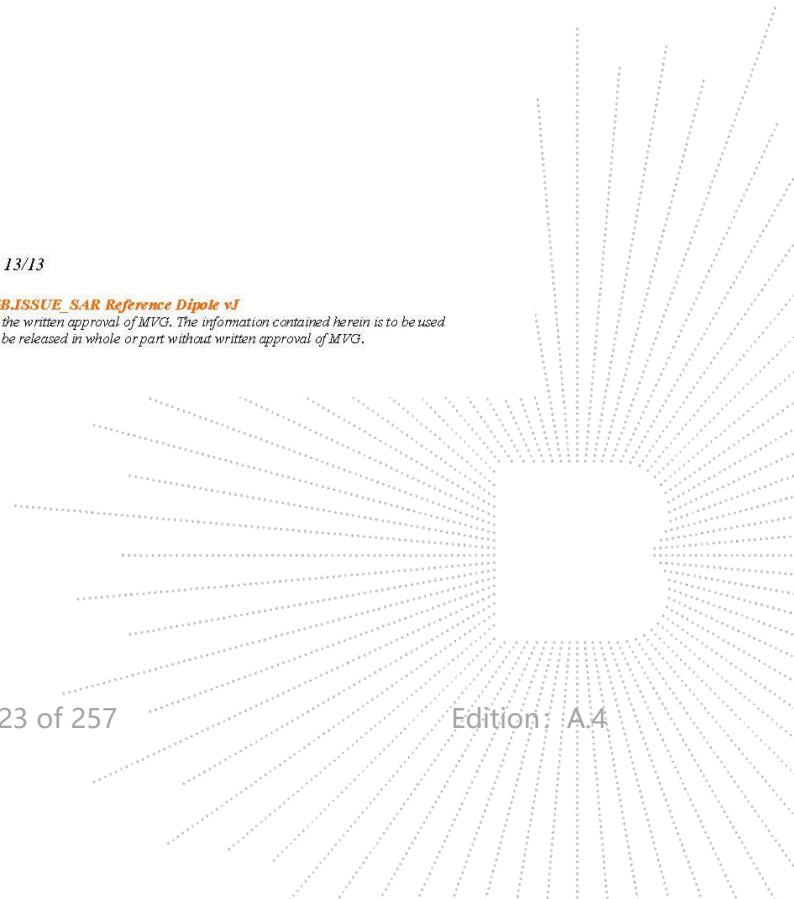 13/13
B.ISSUE_SAR Reference Dipole vJ
the written approval of MVG. The information contained herein is to be used
be released in whole or part without written approval of MVG.
23 of 257 Edition: A.4